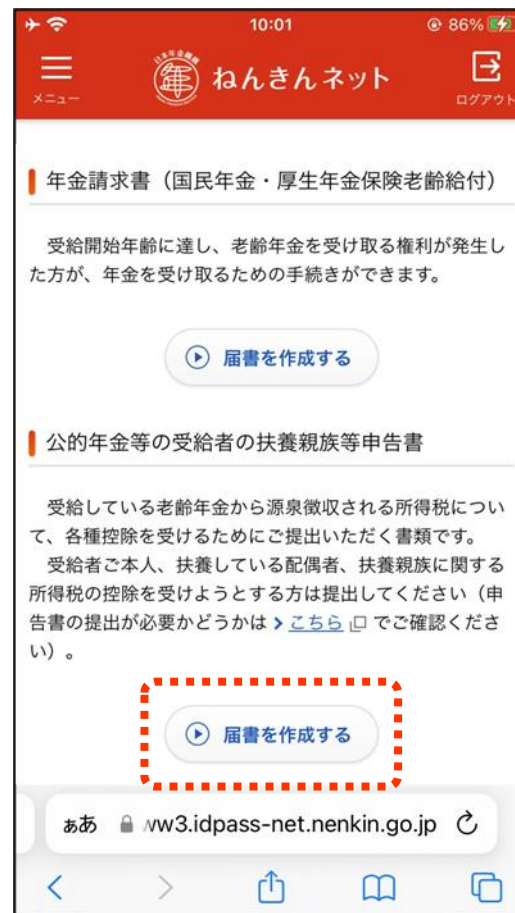 10:01
86%
メニュー
日本年金機構
年
ねんきんネット
ログアウト
年金請求書（国民年金・厚生年金保険老齢給付）
受給開始年齢に達し、老齢年金を受け取る権利が発生し
た方が、年金を受け取るための手続きができます。
届書を作成する
公的年金等の受給者の扶養親族等申告書
受給している老齢年金から源泉徴収される所得税につい
て、各種控除を受けるためにご提出いただく書類です。
受給者ご本人、扶養している配偶者、扶養親族に関する
所得税の控除を受けようとする方は提出してください（申
告書の提出が必要かどうかは > こちら でご確認くださ
い）。
届書を作成する
ぁあ ww3.idpass-net.nenkin.go.jp